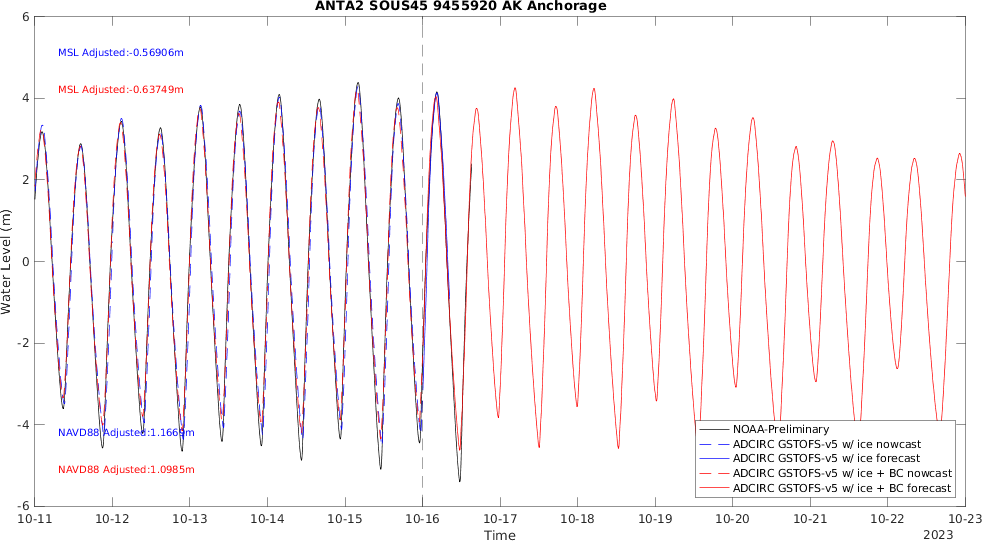 ANTA2 SOUS45 9455920 AK Anchorage
6
MSL Adjusted:-0.56906m
MSL Adjusted:-0.63749m
4
2
0
-2
-4
-6
Water Level (m)
NAVD88 Adjusted:1.1669m
NAVD88 Adjusted:1.0985m
NOAA-Preliminary
ADCIRC GSTOFS-v5 w/ ice nowcast
ADCIRC GSTOFS-v5 w/ ice forecast
ADCIRC GSTOFS-v5 w/ ice + BC nowcast
ADCIRC GSTOFS-v5 w/ ice + BC forecast
10-11 10-12 10-13 10-14 10-15 10-16 10-17 10-18 10-19 10-20 10-21 10-22 10-23
Time
2023